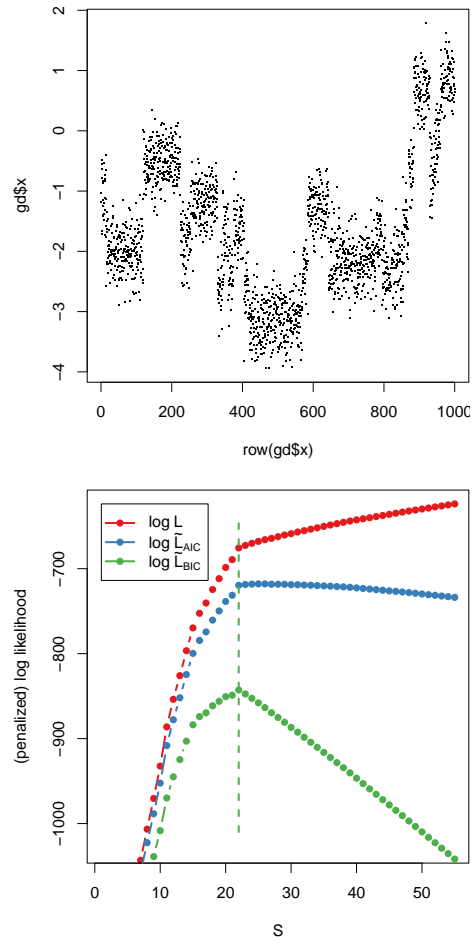 2
1
0
−1
−2
−3
−4
gd$x
0 200 400 600 800 1000
row(gd$x)
log L
log L̃AIC
log L̃BIC
−700
−800
−900
−1000
(penalized) log likelihood
0 10 20 30 40 50
S